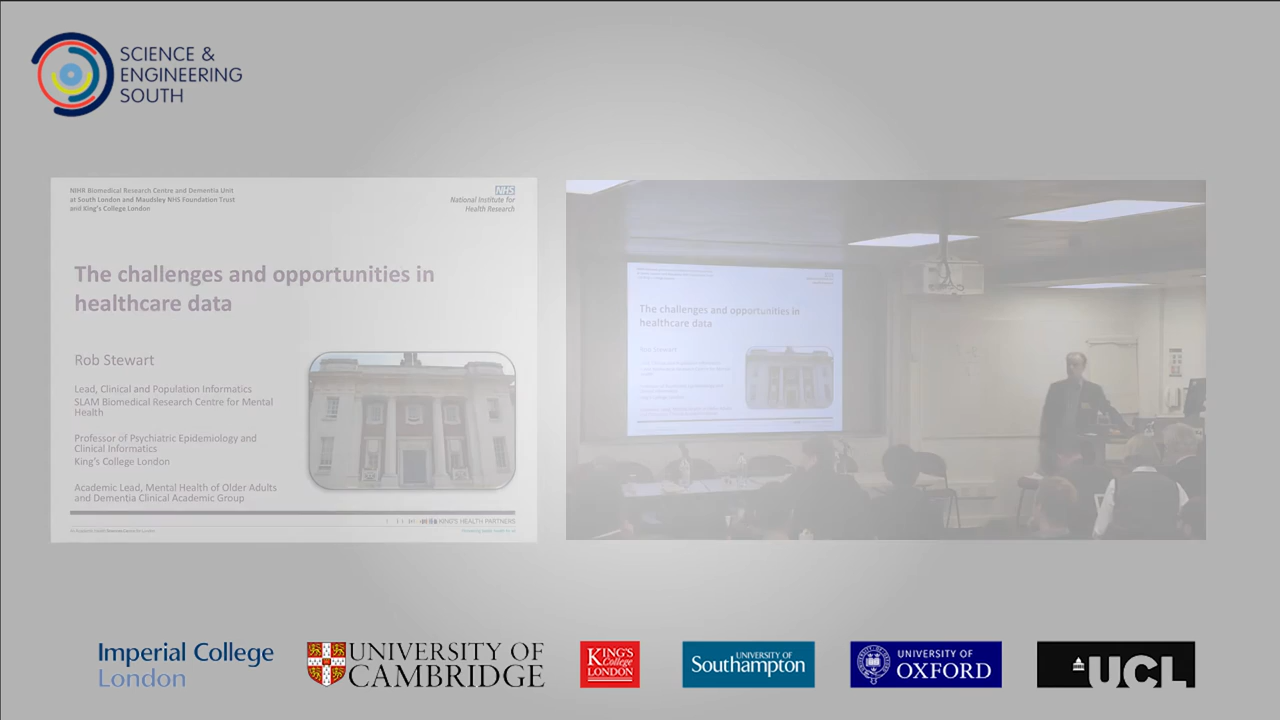 SCIENCE &
ENGINEERING
SOUTH
NIHR Biomedical Research Centre and Dementia Unit
at South London and Maudsley NHS Foundation Trust
and King's College London
NHS
National Institute for
Health Research
The challenges and opportunities in
healthcare data
Rob Stewart
Lead, Clinical and Population Informatics
SLAM Biomedical Research Centre for Mental
Health
Professor of Psychiatric Epidemiology and
Clinical Informatics
King's College London
Academic Lead, Mental Health of Older Adults
and Dementia Clinical Academic Group
KING'S HEALTH PARTNERS
The challenges and opportunities in
healthcare data
Rob Stewart
Imperial College
London
UNIVERSITY OF
CAMBRIDGE
KING'S
College
LONDON
UNIVERSITY OF
Southampton
UNIVERSITY OF
OXFORD
UCL